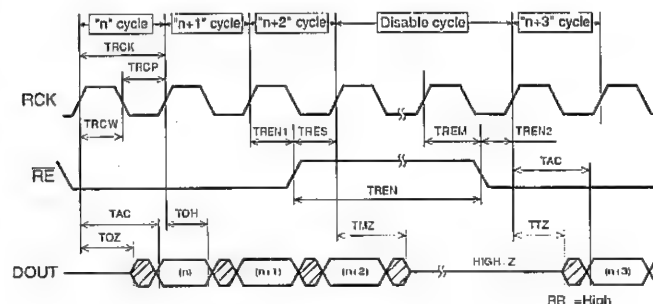 "n" cycle "n+1" cycle "n+2" cycle Disable cycle "n+3" cycle
TRCK
TRCP
RCK
TRCW TREN1 TRES TREM TREN2
RE TAC
TREN
TAC TOH
TOZ TMZ TTZ
DOUT (n) (n+1) (n+2) HIGH-Z (n+3)
RR =High